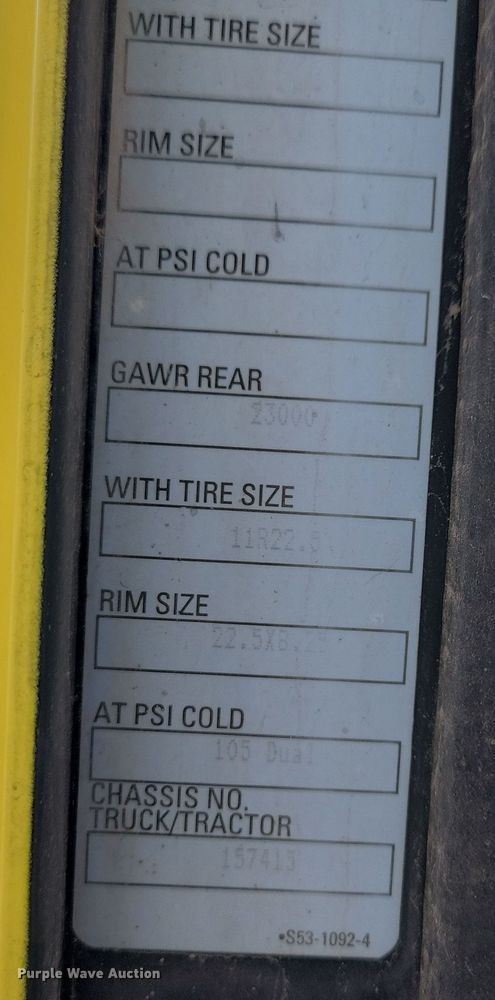 WITH TIRE SIZE
RIM SIZE
AT PSI COLD
GAWR REAR
23000
WITH TIRE SIZE
11R22.5
RIM SIZE
22.5X8.25
AT PSI COLD
105 Dual
CHASSIS NO.
TRUCK/TRACTOR
157413
•S53-1092-4
Purple Wave Auction